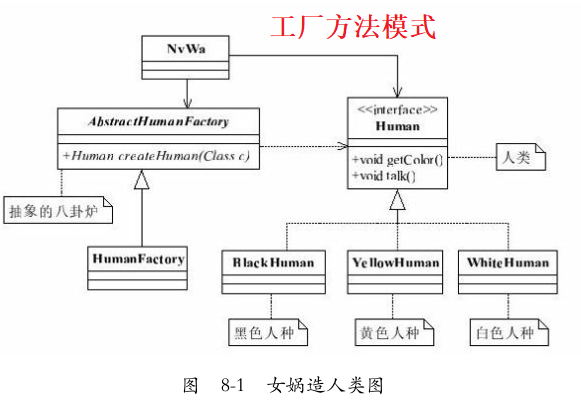 工厂方法模式
NvWa
<<interface>>
Human
+void getColor()
+void talk()
人类
AbstractHumanFactory
+Human createHuman(Class c)
抽象的八卦炉
HumanFactory
BlackHuman
YellowHuman
WhiteHuman
黑色人种
黄色人种
白色人种
图 8-1 女娲造人类图